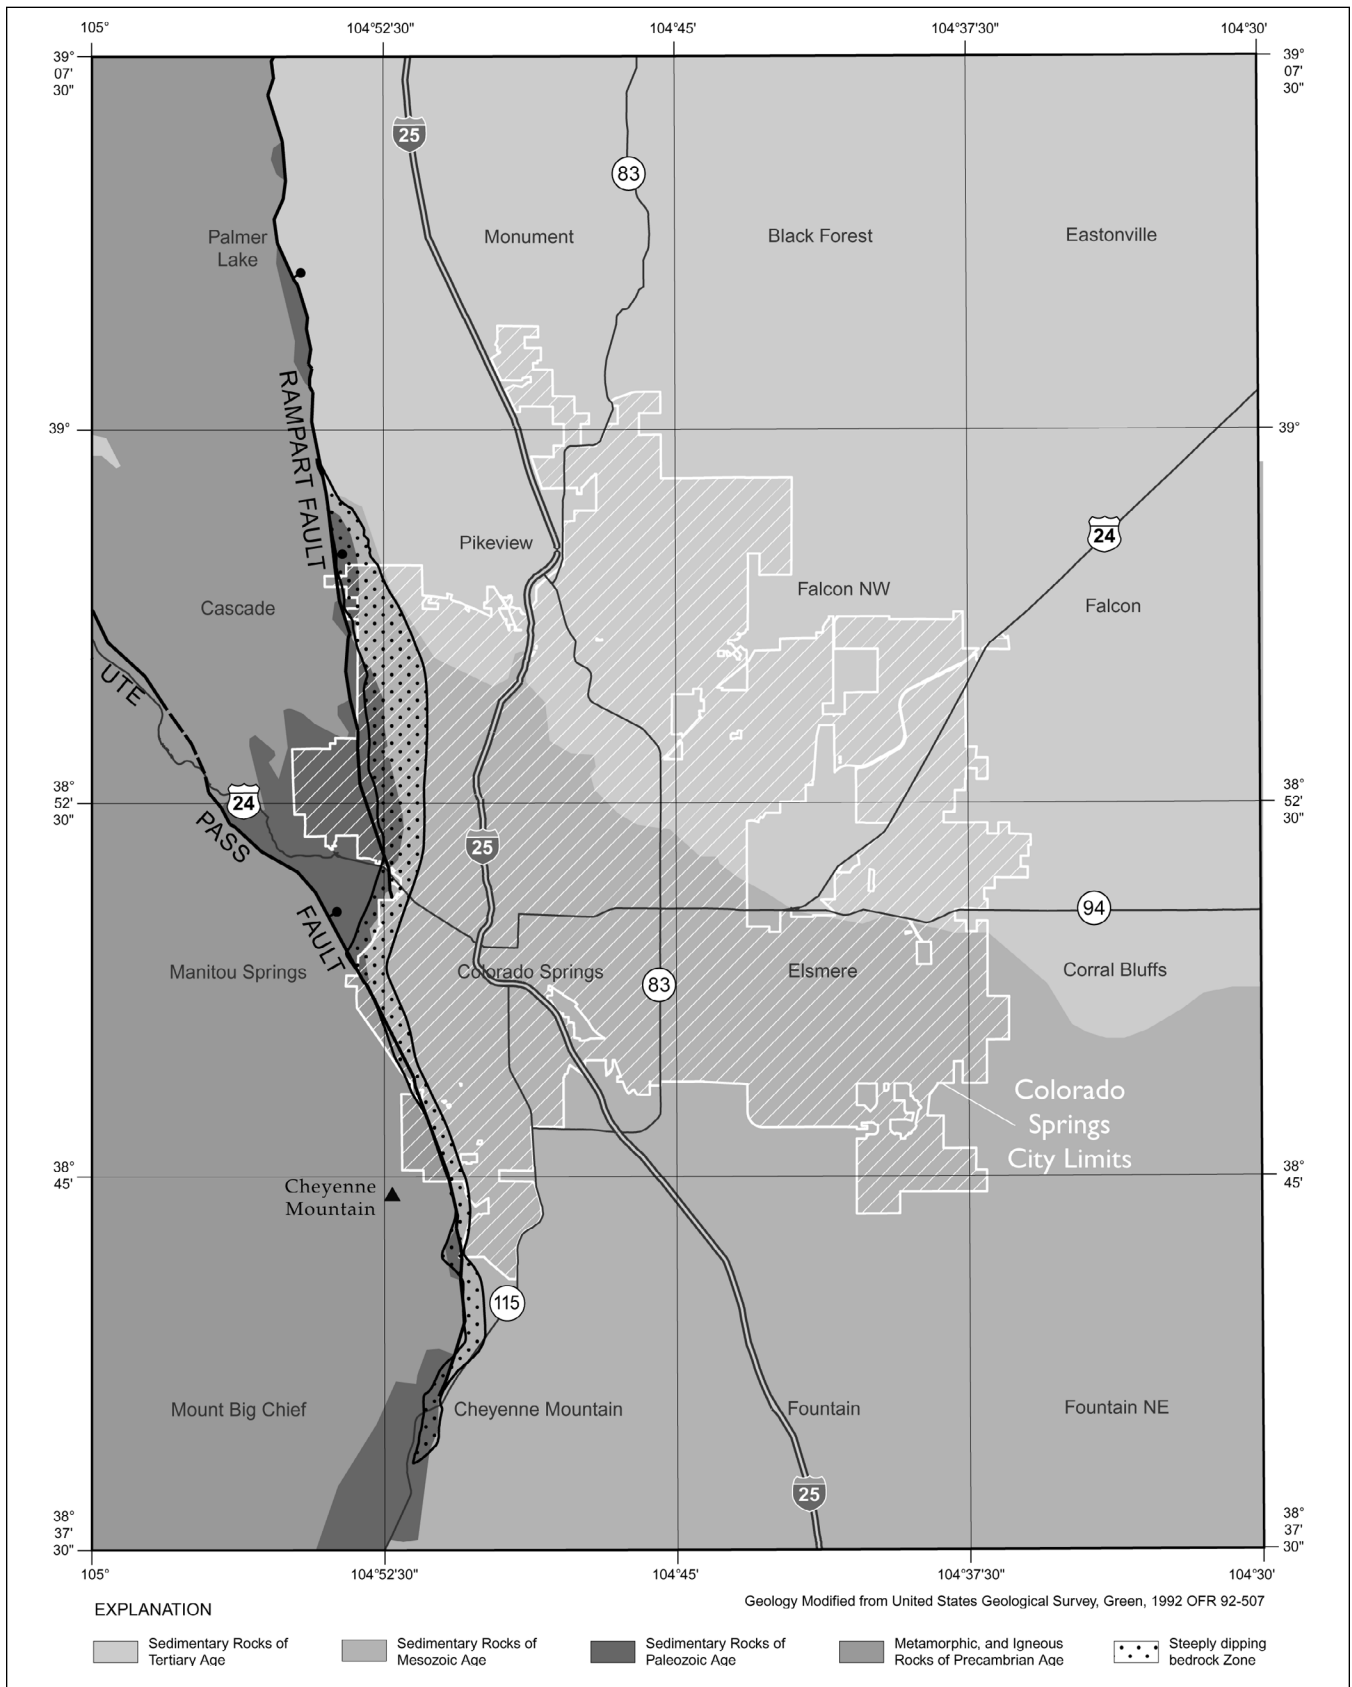 105°
104°52'30"
104°45'
104°37'30"
104°30'
39°
07'
30"
39°
07'
30"
25
83
Palmer
Lake
Monument
Black Forest
Eastonville
RAMPART FAULT
39°
39°
24
Pikeview
Falcon NW
Cascade
Falcon
UTE
PASS
FAULT
38°
52'
30"
38°
52'
30"
24
25
94
Manitou Springs
Colorado Springs
83
Elsmere
Corral Bluffs
Colorado
Springs
City Limits
38°
45'
38°
45'
Cheyenne
Mountain
115
Mount Big Chief
Cheyenne Mountain
Fountain
Fountain NE
25
38°
37'
30"
38°
37'
30"
105°
104°52'30"
104°45'
104°37'30"
104°30'
Geology Modified from United States Geological Survey, Green, 1992 OFR 92-507
EXPLANATION
Sedimentary Rocks of
Tertiary Age
Sedimentary Rocks of
Mesozoic Age
Sedimentary Rocks of
Paleozoic Age
Metamorphic, and Igneous
Rocks of Precambrian Age
Steeply dipping
bedrock Zone